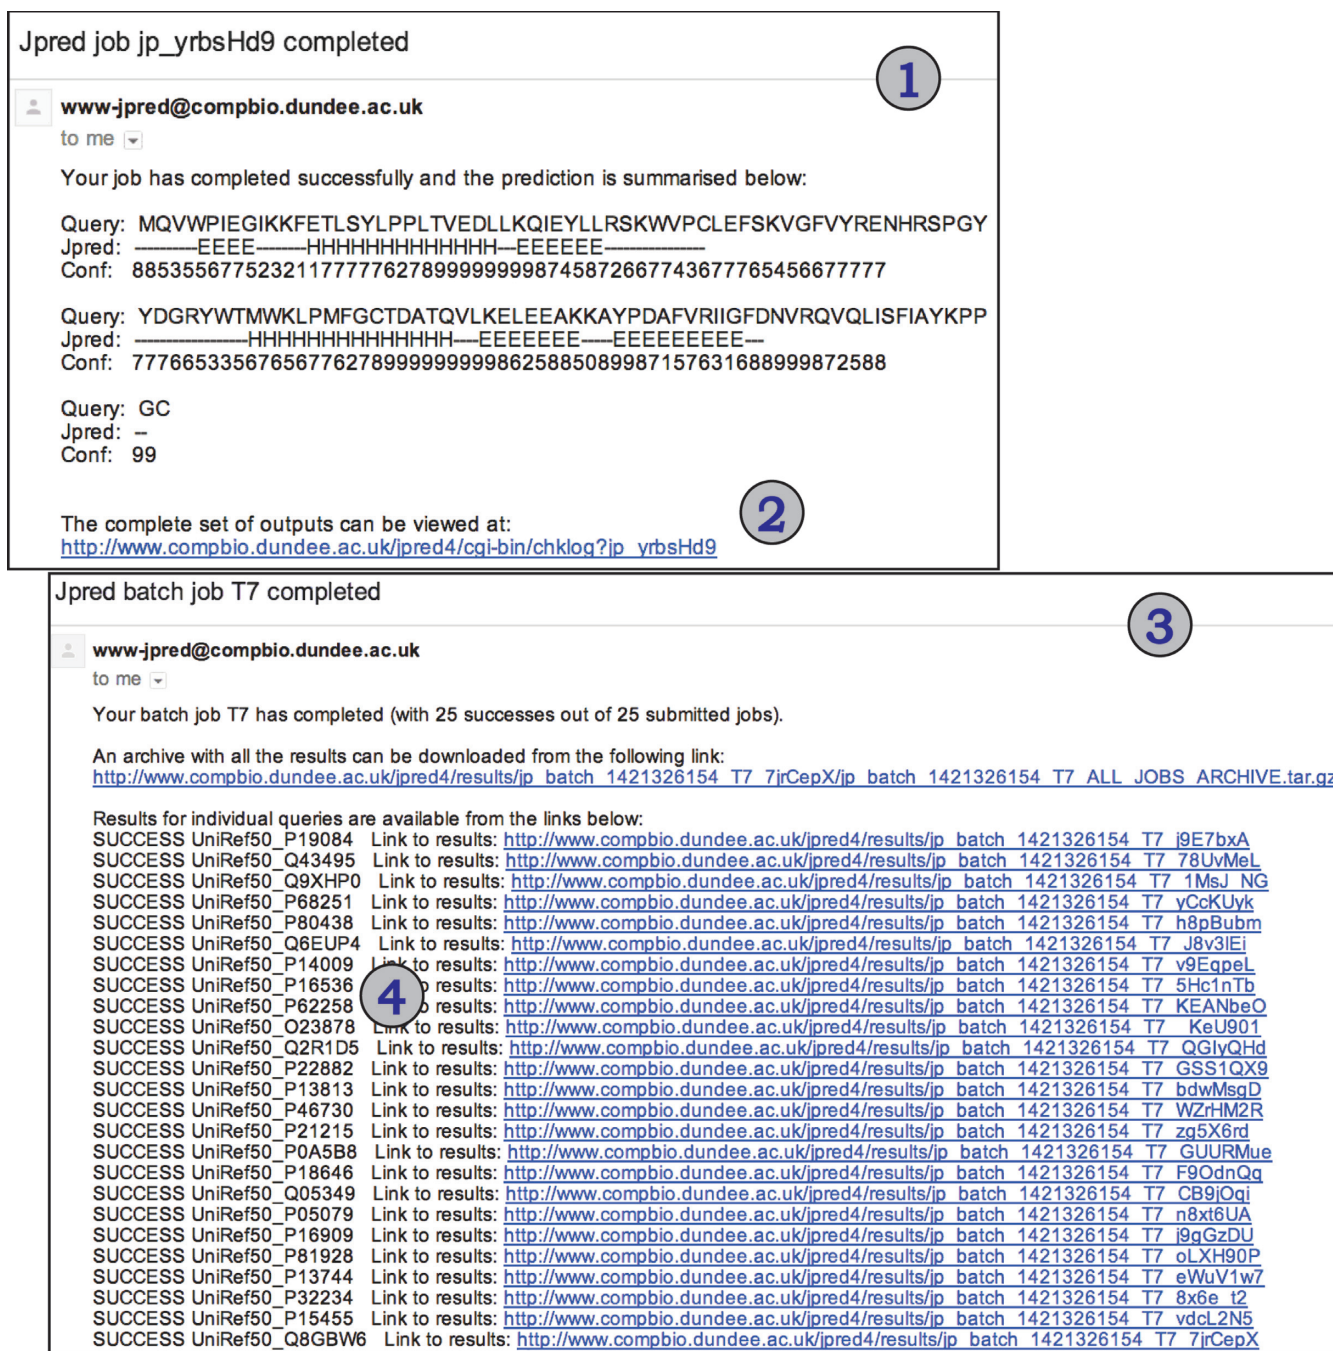 Jpred job jp_yrbsHd9 completed
1
www-jpred@compbio.dundee.ac.uk
to me
Your job has completed successfully and the prediction is summarised below:
Query: MQVWPIEGIKKFETLSYLPPLTVEDLLKQIEYLLRSKWVPCLEFSKVGFVYRENHRSPGY
Jpred: ----------EEEE--------HHHHHHHHHHHHH---EEEEEE----------------
Conf: 885355677523211777776278999999999874587266774367776545667777
Query: YDGRYWTMWKLPMFGCTDATQVLKELEEAKKAYPDAFVRIIGFDNVRQVQLISFIAYKPP
Jpred: ------------------HHHHHHHHHHHHHH----EEEEEEE-----EEEEEEEEE---
Conf: 7776653356765677627899999999998625885089987157631688999872588
Query: GC
Jpred: --
Conf: 99
The complete set of outputs can be viewed at:
2
http://www.compbio.dundee.ac.uk/jpred4/cgi-bin/chklog?jp_yrbsHd9
Jpred batch job T7 completed
3
www-jpred@compbio.dundee.ac.uk
to me
Your batch job T7 has completed (with 25 successes out of 25 submitted jobs).
An archive with all the results can be downloaded from the following link:
http://www.compbio.dundee.ac.uk/jpred4/results/jp_batch_1421326154_T7_7jrCepX/jp_batch_1421326154_T7_ALL_JOBS_ARCHIVE.tar.gz
Results for individual queries are available from the links below:
SUCCESS UniRef50_P19084 Link to results: http://www.compbio.dundee.ac.uk/jpred4/results/jp_batch_1421326154_T7_j9E7bxA
SUCCESS UniRef50_Q43495 Link to results: http://www.compbio.dundee.ac.uk/jpred4/results/jp_batch_1421326154_T7_78UvMeL
SUCCESS UniRef50_Q9XHP0 Link to results: http://www.compbio.dundee.ac.uk/jpred4/results/jp_batch_1421326154_T7_1MsJ_NG
SUCCESS UniRef50_P68251 Link to results: http://www.compbio.dundee.ac.uk/jpred4/results/jp_batch_1421326154_T7_yCcKUyk
SUCCESS UniRef50_P80438 Link to results: http://www.compbio.dundee.ac.uk/jpred4/results/jp_batch_1421326154_T7_h8pBubm
SUCCESS UniRef50_Q6EUP4 Link to results: http://www.compbio.dundee.ac.uk/jpred4/results/jp_batch_1421326154_T7_J8v3lEi
SUCCESS UniRef50_P14009 Link to results: http://www.compbio.dundee.ac.uk/jpred4/results/jp_batch_1421326154_T7_v9EqpeL
SUCCESS UniRef50_P16536 results: http://www.compbio.dundee.ac.uk/jpred4/results/jp_batch_1421326154_T7_5Hc1nTb
4
SUCCESS UniRef50_P62258 results: http://www.compbio.dundee.ac.uk/jpred4/results/jp_batch_1421326154_T7_KEANbeO
SUCCESS UniRef50_O23878 Link to results: http://www.compbio.dundee.ac.uk/jpred4/results/jp_batch_1421326154_T7__KeU901
SUCCESS UniRef50_Q2R1D5 Link to results: http://www.compbio.dundee.ac.uk/jpred4/results/jp_batch_1421326154_T7_QGIyQHd
SUCCESS UniRef50_P22882 Link to results: http://www.compbio.dundee.ac.uk/jpred4/results/jp_batch_1421326154_T7_GSS1QX9
SUCCESS UniRef50_P13813 Link to results: http://www.compbio.dundee.ac.uk/jpred4/results/jp_batch_1421326154_T7_bdwMsgD
SUCCESS UniRef50_P46730 Link to results: http://www.compbio.dundee.ac.uk/jpred4/results/jp_batch_1421326154_T7_WZrHM2R
SUCCESS UniRef50_P21215 Link to results: http://www.compbio.dundee.ac.uk/jpred4/results/jp_batch_1421326154_T7_zg5X6rd
SUCCESS UniRef50_P0A5B8 Link to results: http://www.compbio.dundee.ac.uk/jpred4/results/jp_batch_1421326154_T7_GUURMue
SUCCESS UniRef50_P18646 Link to results: http://www.compbio.dundee.ac.uk/jpred4/results/jp_batch_1421326154_T7_F9OdnQq
SUCCESS UniRef50_Q05349 Link to results: http://www.compbio.dundee.ac.uk/jpred4/results/jp_batch_1421326154_T7_CB9jOqi
SUCCESS UniRef50_P05079 Link to results: http://www.compbio.dundee.ac.uk/jpred4/results/jp_batch_1421326154_T7_n8xt6UA
SUCCESS UniRef50_P16909 Link to results: http://www.compbio.dundee.ac.uk/jpred4/results/jp_batch_1421326154_T7_j9gGzDU
SUCCESS UniRef50_P81928 Link to results: http://www.compbio.dundee.ac.uk/jpred4/results/jp_batch_1421326154_T7_oLXH90P
SUCCESS UniRef50_P13744 Link to results: http://www.compbio.dundee.ac.uk/jpred4/results/jp_batch_1421326154_T7_eWuV1w7
SUCCESS UniRef50_P32234 Link to results: http://www.compbio.dundee.ac.uk/jpred4/results/jp_batch_1421326154_T7_8x6e_t2
SUCCESS UniRef50_P15455 Link to results: http://www.compbio.dundee.ac.uk/jpred4/results/jp_batch_1421326154_T7_vdcL2N5
SUCCESS UniRef50_Q8GBW6 Link to results: http://www.compbio.dundee.ac.uk/jpred4/results/jp_batch_1421326154_T7_7jrCepX